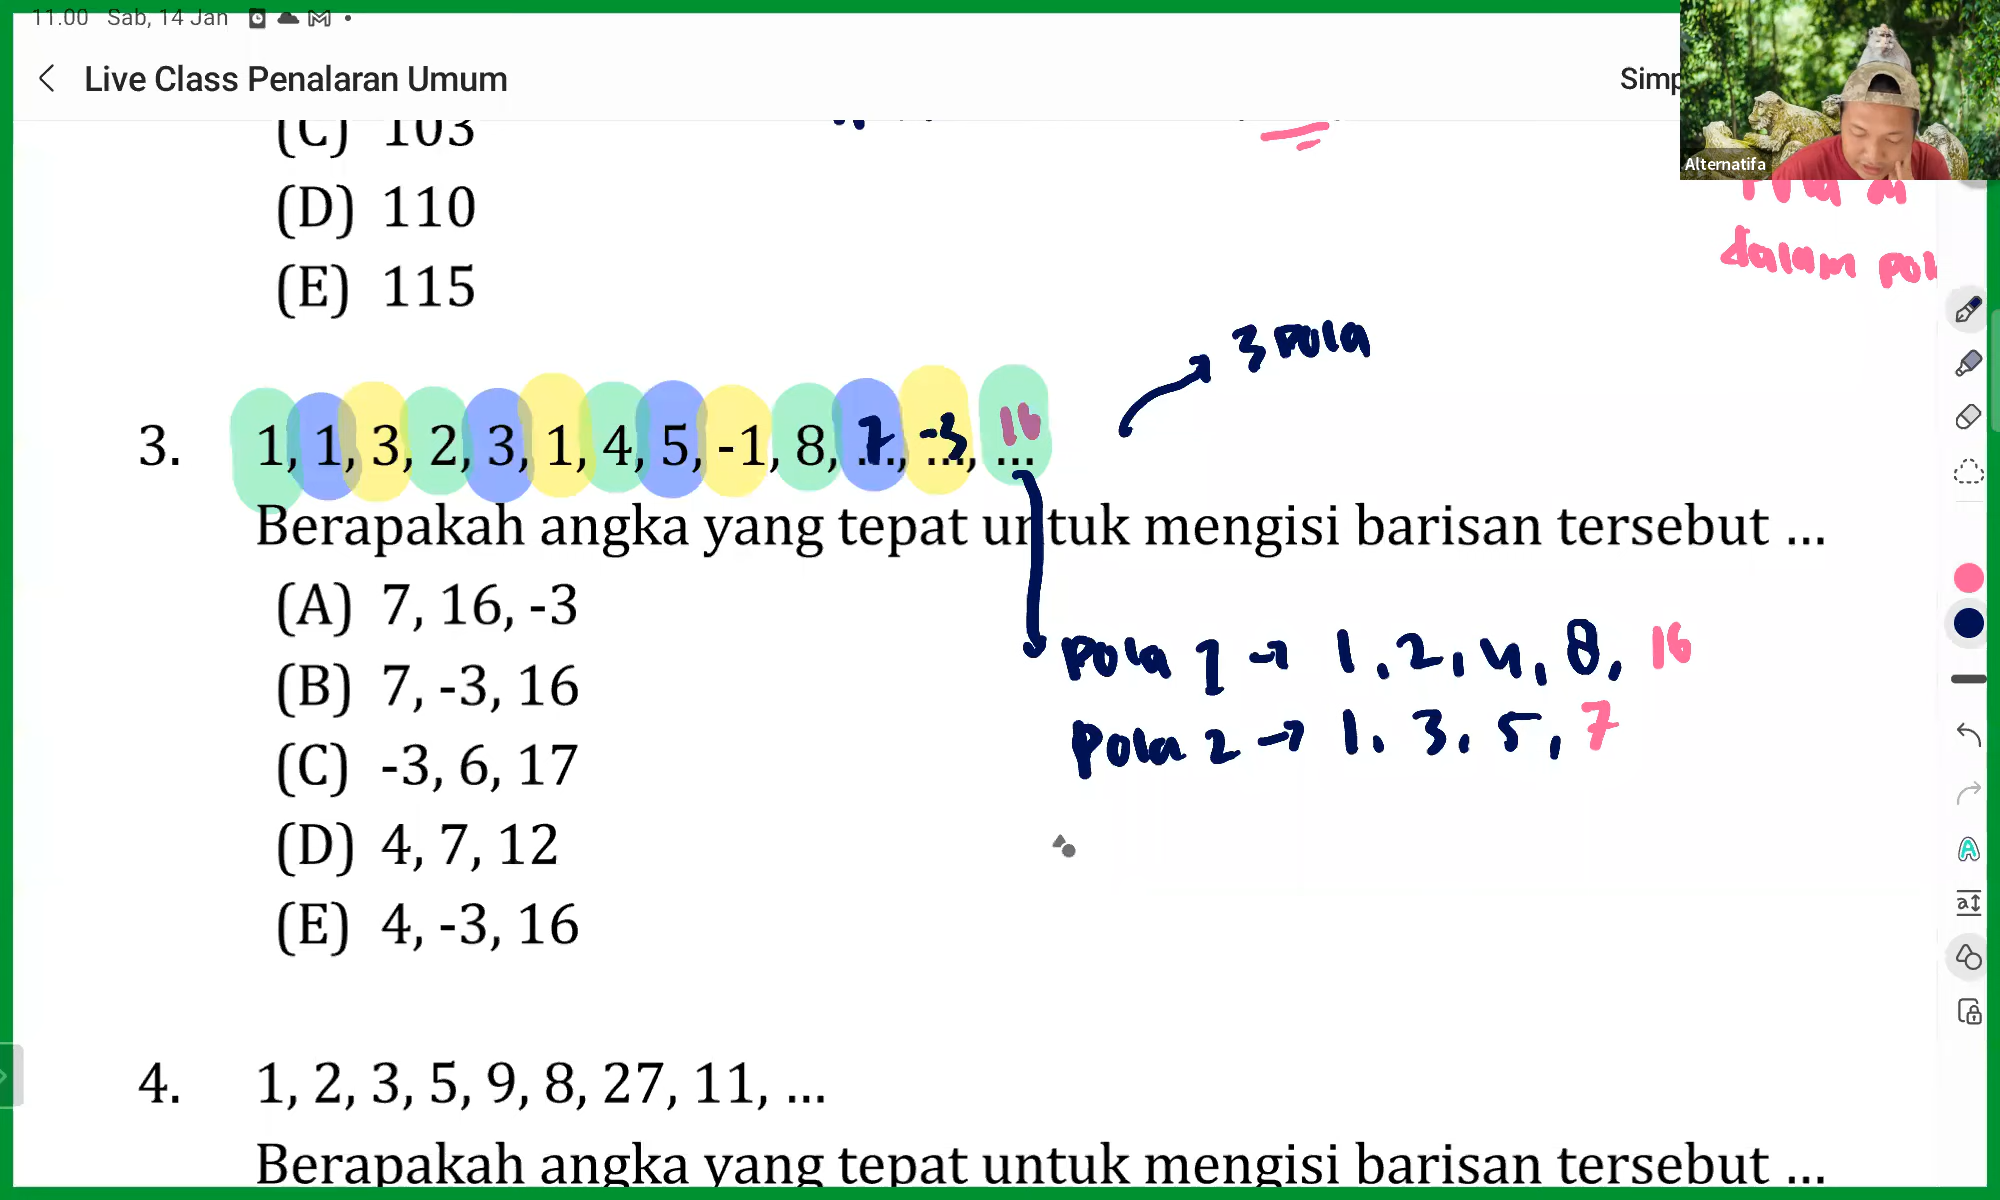 11.00 Sab, 14 Jan
Live Class Penalaran Umum
Alternatifa
(C) 103
(D) 110
(E) 115
dalam
3 Pola
3. 1, 1, 3, 2, 3, 1, 4, 5, -1, 8, ..., ..., ...
7 -3 16
Berapakah angka yang tepat untuk mengisi barisan tersebut ...
(A) 7, 16, -3
(B) 7, -3, 16
(C) -3, 6, 17
(D) 4, 7, 12
(E) 4, -3, 16
Pola 1 → 1, 2, 4, 8, 16
Pola 2 → 1, 3, 5, 7
4. 1, 2, 3, 5, 9, 8, 27, 11, ...
Berapakah angka yang tepat untuk mengisi barisan tersebut ...